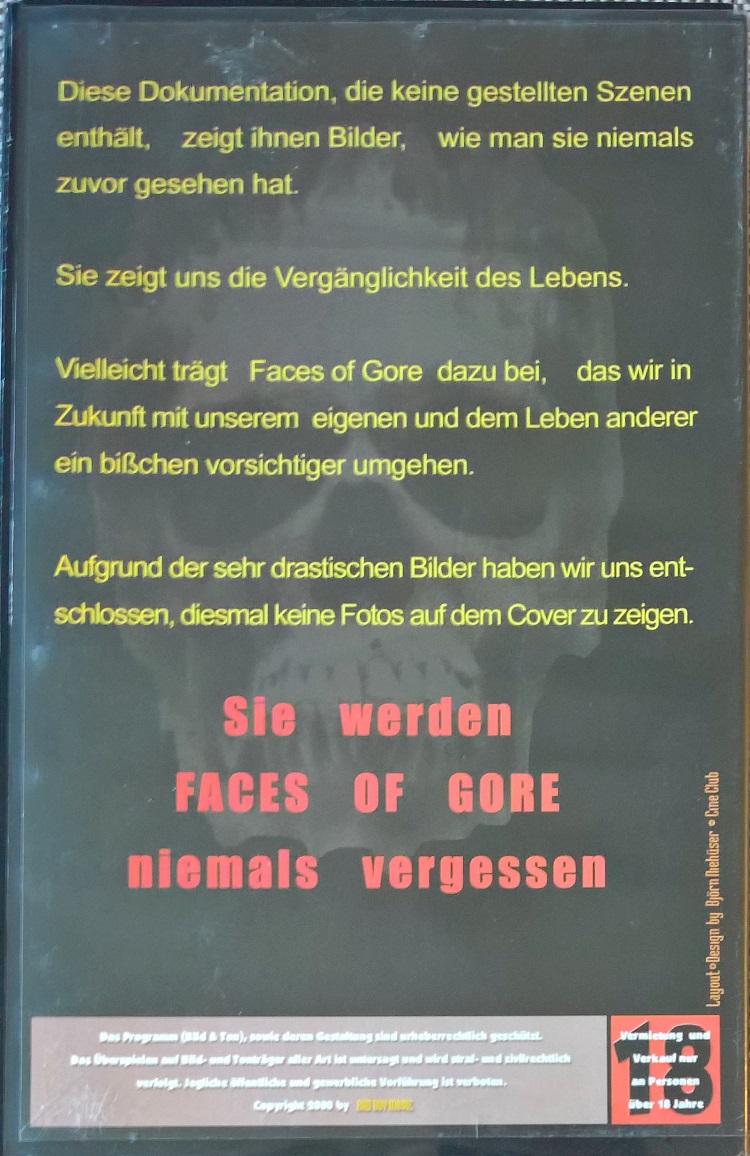 Diese Dokumentation, die keine gestellten Szenen
enthält, zeigt ihnen Bilder, wie man sie niemals
zuvor gesehen hat.
Sie zeigt uns die Vergänglichkeit des Lebens.
Vielleicht trägt Faces of Gore dazu bei, das wir in
Zukunft mit unserem eigenen und dem Leben anderer
ein bißchen vorsichtiger umgehen.
Aufgrund der sehr drastischen Bilder haben wir uns ent-
schlossen, diesmal keine Fotos auf dem Cover zu zeigen.
Sie werden
FACES OF GORE
niemals vergessen
Layout & Design by Björn © Cine Club
Das Programm (Bild & Ton), sowie deren Gestaltung sind urheberrechtlich geschützt.
Das Überspielen auf Bild- und Tonträger aller Art ist untersagt und wird straf- und zivilrechtlich
verfolgt. Jegliche öffentliche und gewerbliche Vorführung ist verboten.
Copyright 2000 by
18
Vermietung und
Verkauf nur
an Personen
über 18 Jahre